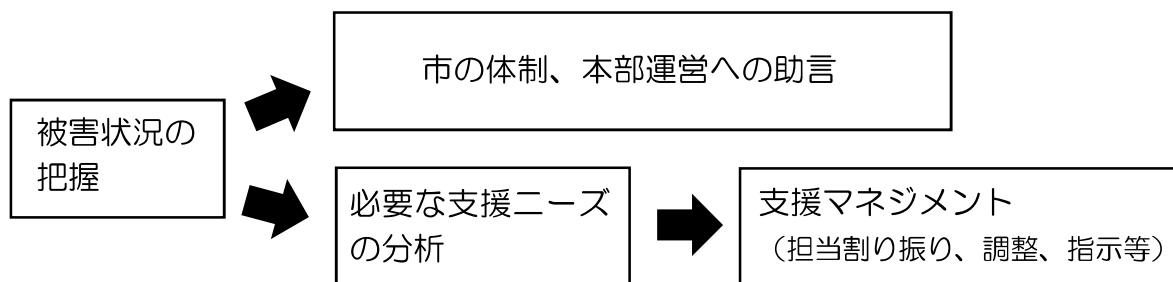 市の体制、本部運営への助言
被害状況の
把握
必要な支援ニーズ
の分析
支援マネジメント
（担当割り振り、調整、指示等）